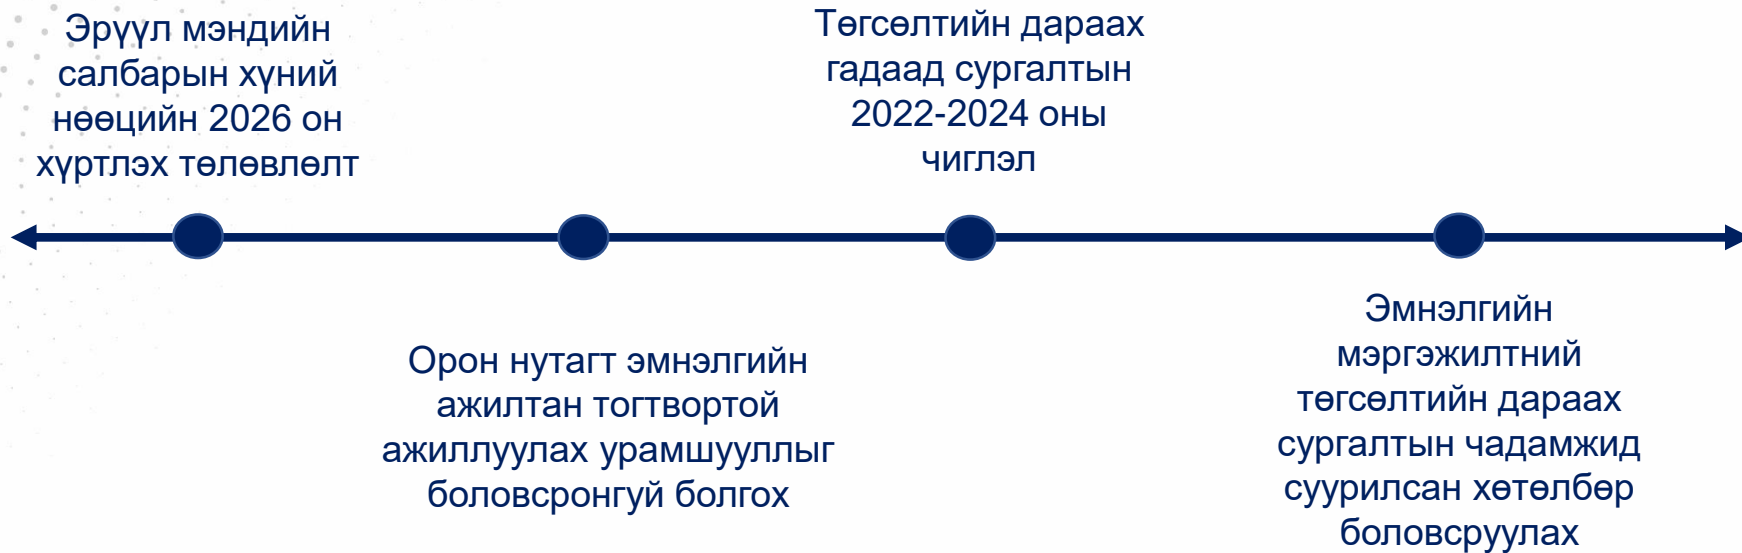 Эрүүл мэндийн
салбарын хүний
нөөцийн 2026 он
хүртлэх төлөвлөлт
Орон нутагт эмнэлгийн
ажилтан тогтвортой
ажиллуулах урамшууллыг
боловсронгуй болгох
Төгсөлтийн дараах
гадаад сургалтын
2022-2024 оны
чиглэл
Эмнэлгийн
мэргэжилтний
төгсөлтийн дараах
сургалтын чадамжид
суурилсан хөтөлбөр
боловсруулах